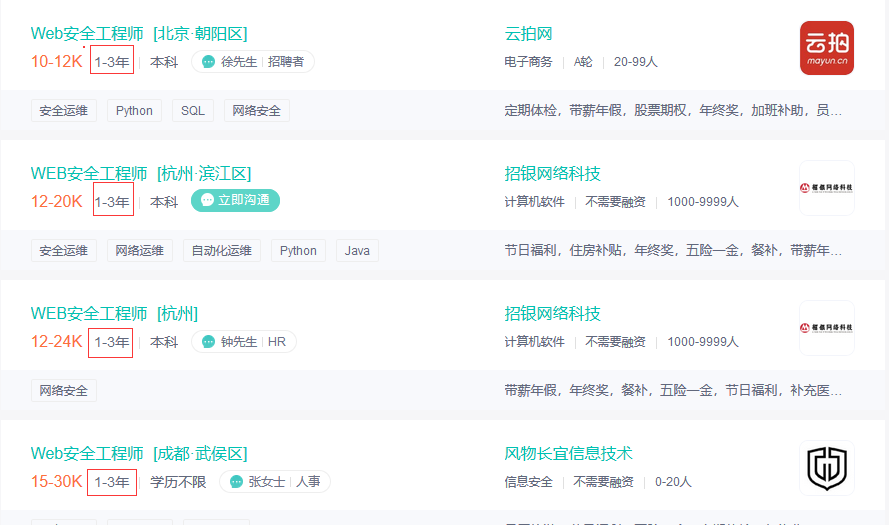 Web安全工程师 [北京·朝阳区]
10-12K 1-3年 本科 徐先生 招聘者
云拍网
电子商务 A轮 20-99人
云拍
mayun.cn
安全运维 Python SQL 网络安全
定期体检，带薪年假，股票期权，年终奖，加班补助，员...
WEB安全工程师 [杭州·滨江区]
12-20K 1-3年 本科 立即沟通
招银网络科技
计算机软件 不需要融资 1000-9999人
招银网络科技
安全运维 网络运维 自动化运维 Python Java
节日福利，住房补贴，年终奖，五险一金，餐补，带薪年...
WEB安全工程师 [杭州]
12-24K 1-3年 本科 钟先生 HR
招银网络科技
计算机软件 不需要融资 1000-9999人
招银网络科技
网络安全
带薪年假，年终奖，餐补，五险一金，节日福利，补充医...
Web安全工程师 [成都·武侯区]
15-30K 1-3年 学历不限 张女士 人事
风物长宜信息技术
信息安全 不需要融资 0-20人